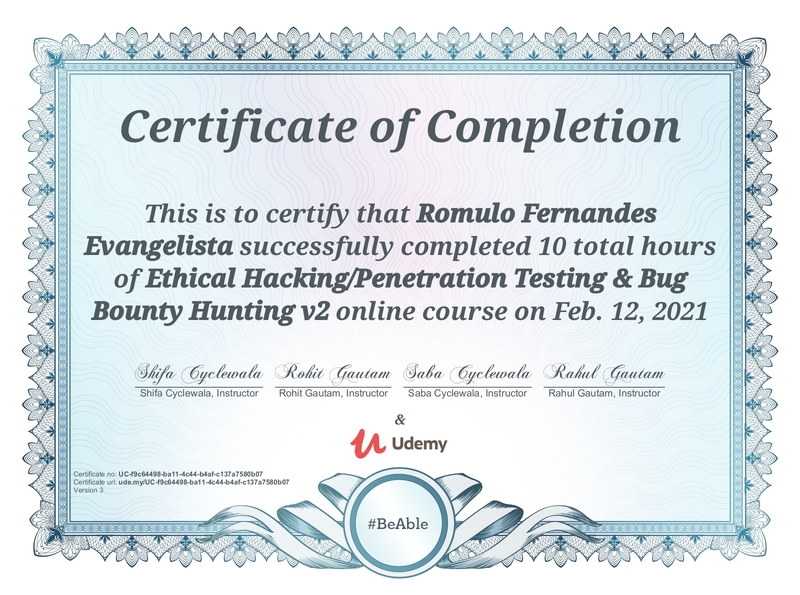 Certificate of Completion
This is to certify that Romulo Fernandes
Evangelista successfully completed 10 total hours
of Ethical Hacking/Penetration Testing & Bug
Bounty Hunting v2 online course on Feb. 12, 2021
Shifa Cyclewala Rohit Gautam Saba Cyclewala Rahul Gautam
Shifa Cyclewala, Instructor Rohit Gautam, Instructor Saba Cyclewala, Instructor Rahul Gautam, Instructor
&
Udemy
Certificate no: UC-f9c64498-ba11-4c44-b4af-c137a7580b07
Certificate url: ude.my/UC-f9c64498-ba11-4c44-b4af-c137a7580b07
Version 3
#BeAble